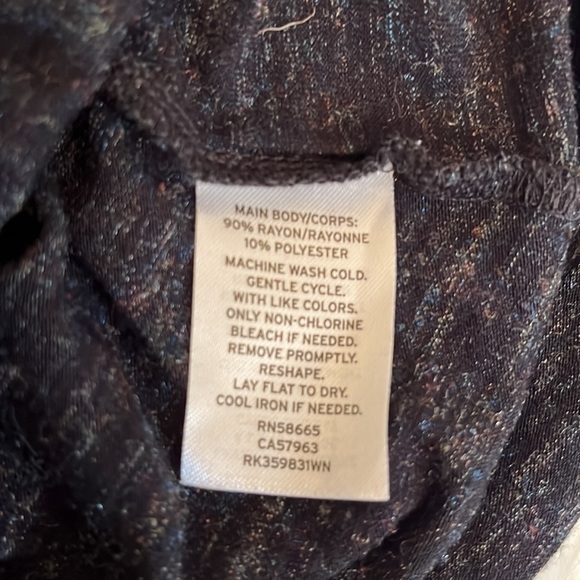 MAIN BODY/CORPS:
90% RAYON/RAYONNE
10% POLYESTER
MACHINE WASH COLD.
GENTLE CYCLE.
WITH LIKE COLORS.
ONLY NON-CHLORINE
BLEACH IF NEEDED.
REMOVE PROMPTLY.
RESHAPE.
LAY FLAT TO DRY.
COOL IRON IF NEEDED.
RN58665
CA57963
RK359831WN